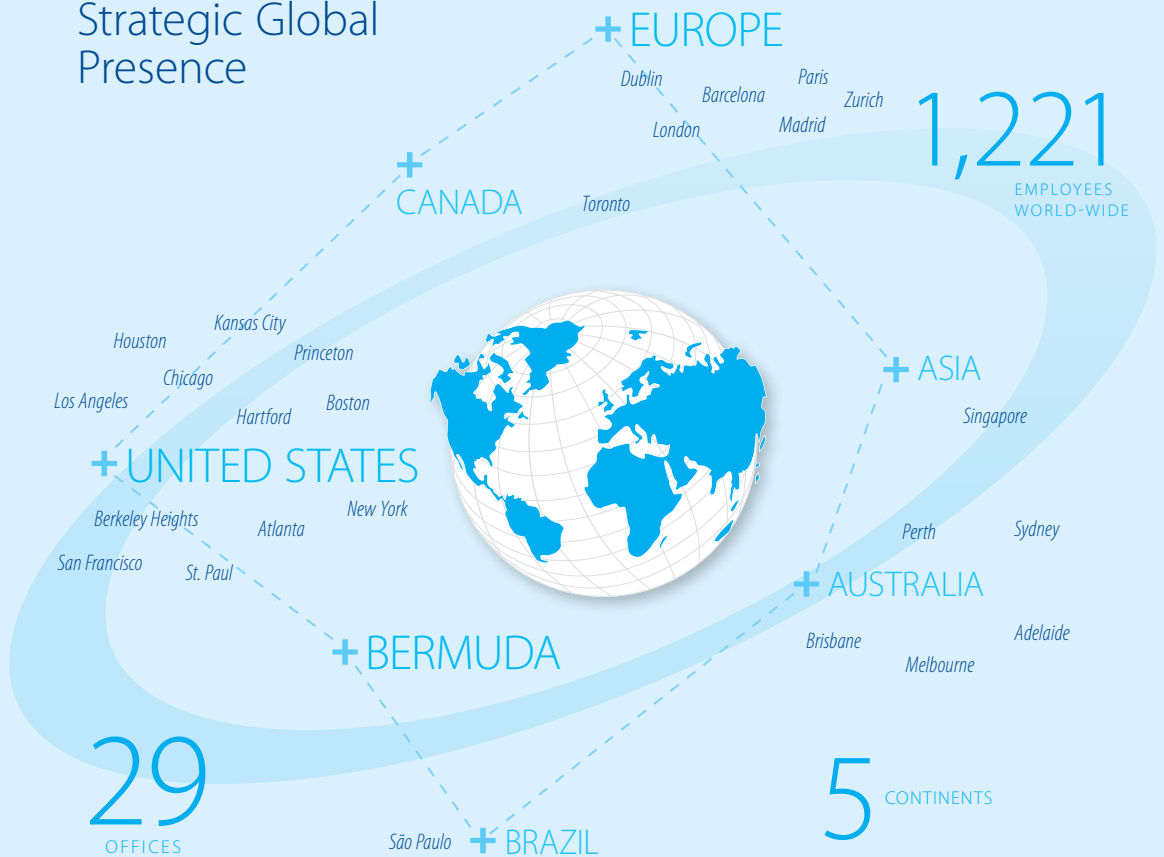 Strategic Global
Presence
EUROPE
Dublin
Barcelona
Paris
Zurich
London
Madrid
1,221
EMPLOYEES
WORLD-WIDE
CANADA
Toronto
Houston
Kansas City
Princeton
Chicago
Los Angeles
Hartford
Boston
UNITED STATES
Berkeley Heights
Atlanta
New York
San Francisco
St. Paul
ASIA
Singapore
Perth
Sydney
AUSTRALIA
Brisbane
Adelaide
Melbourne
BERMUDA
29
OFFICES
São Paulo
BRAZIL
5
CONTINENTS